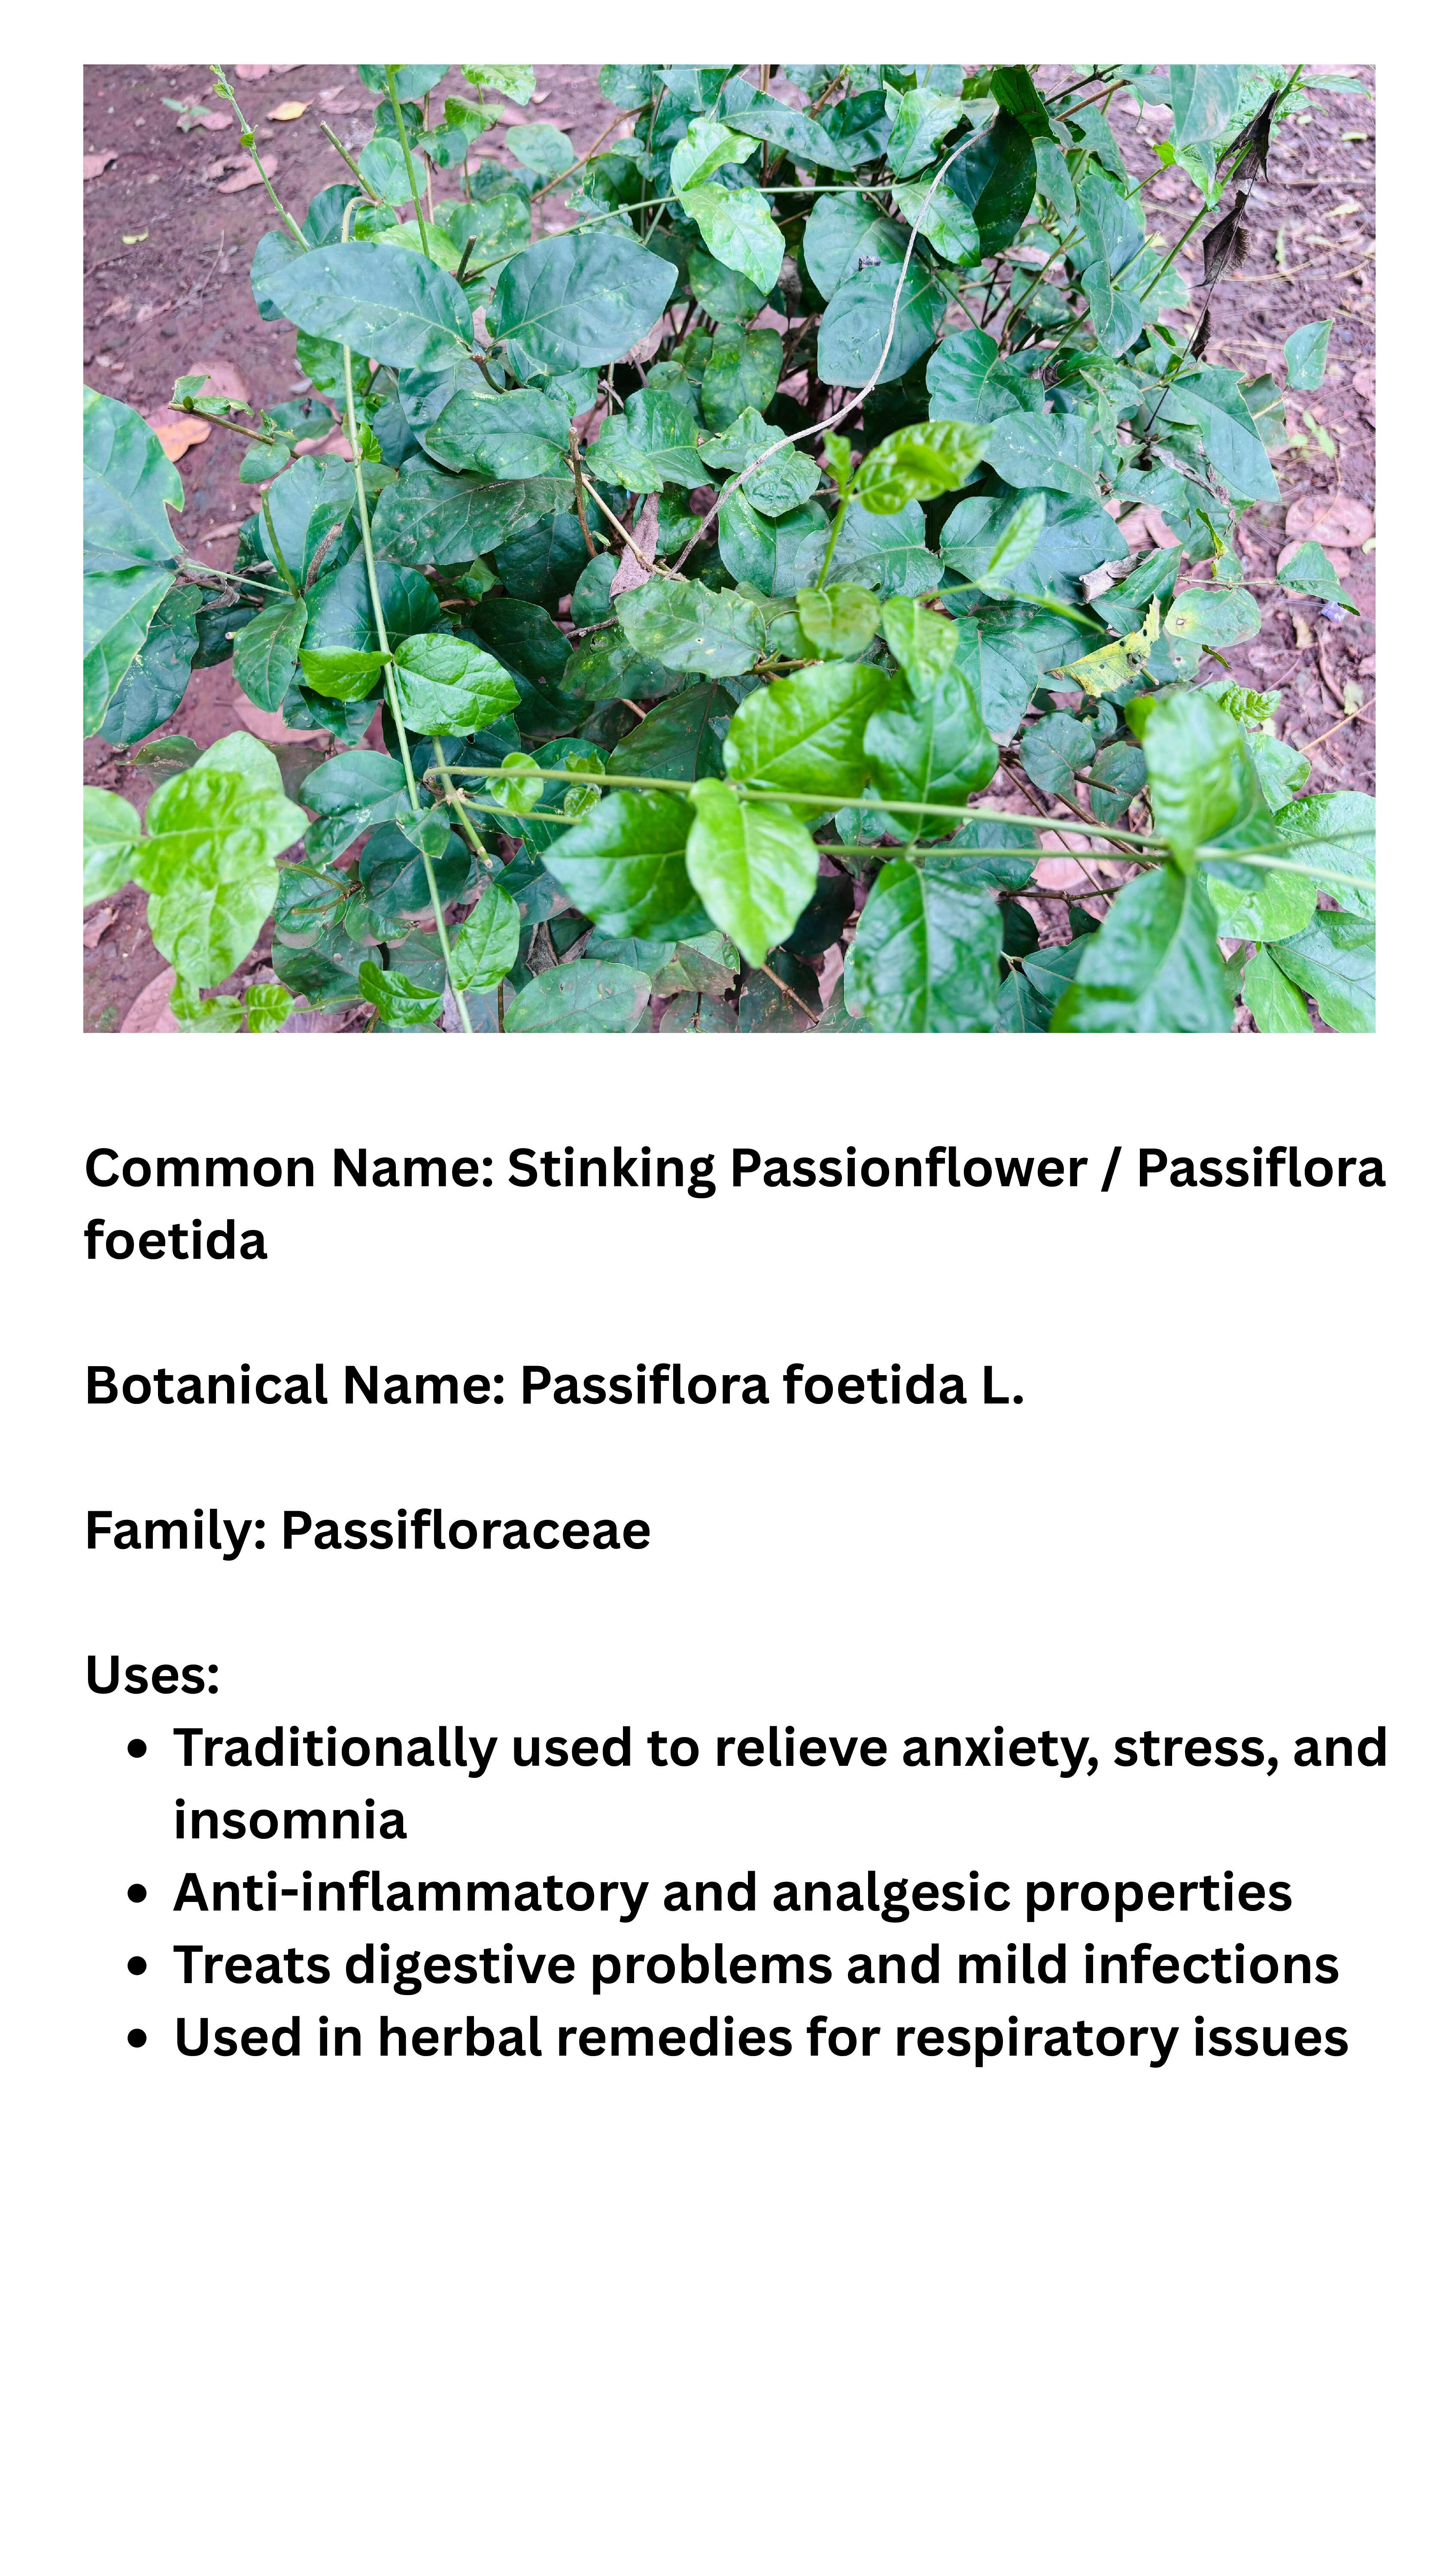 Common Name: Stinking Passionflower / Passiflora
foetida
Botanical Name: Passiflora foetida L.
Family: Passifloraceae
Uses:
• Traditionally used to relieve anxiety, stress, and
insomnia
• Anti-inflammatory and analgesic properties
• Treats digestive problems and mild infections
• Used in herbal remedies for respiratory issues